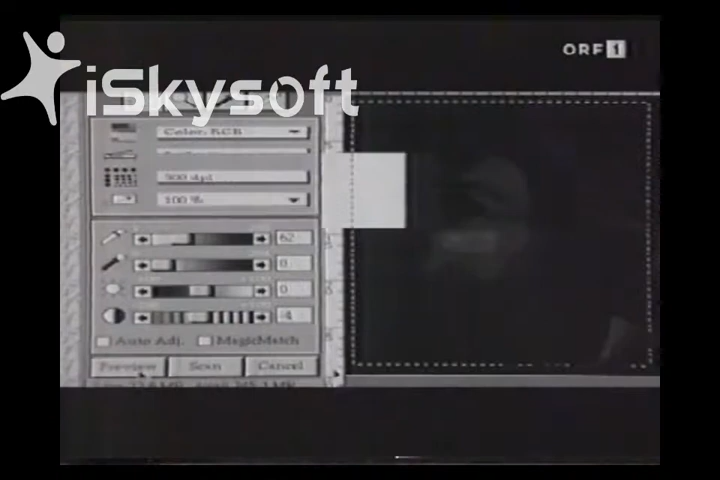 ORF 1
iSkysoft
Color: RGB
300 dpi
100 %
62
0
0
-4
Auto Adj. MagicMatch
Preview Scan Cancel